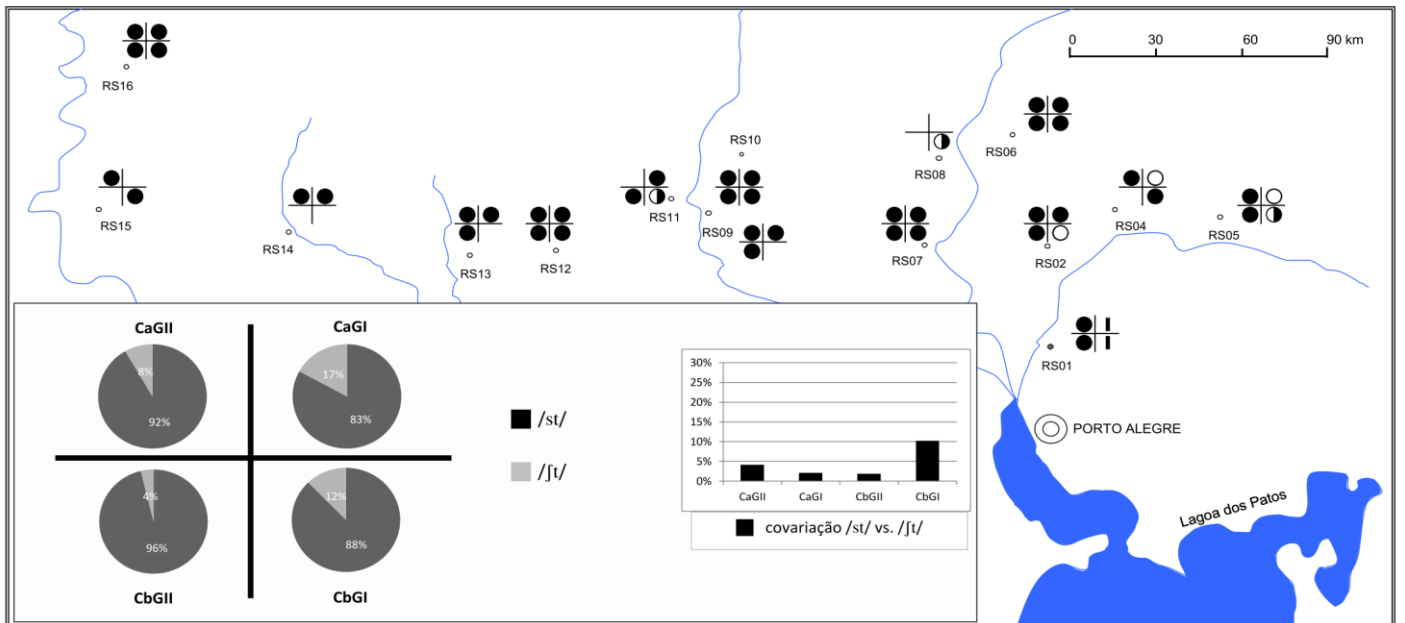 0 30 60 90 km
RS16
RS10
RS06
RS08
RS15
RS14
RS13
RS12
RS11
RS09
RS07
RS02
RS04
RS05
RS01
PORTO ALEGRE
Lagoa dos Patos
CaGII CaGI
8% 17%
92% 83%
4% 12%
96% 88%
CbGII CbGI
/st/
/ʃt/
30%
25%
20%
15%
10%
5%
0%
CaGII CaGI CbGII CbGI
covariação /st/ vs. /ʃt/